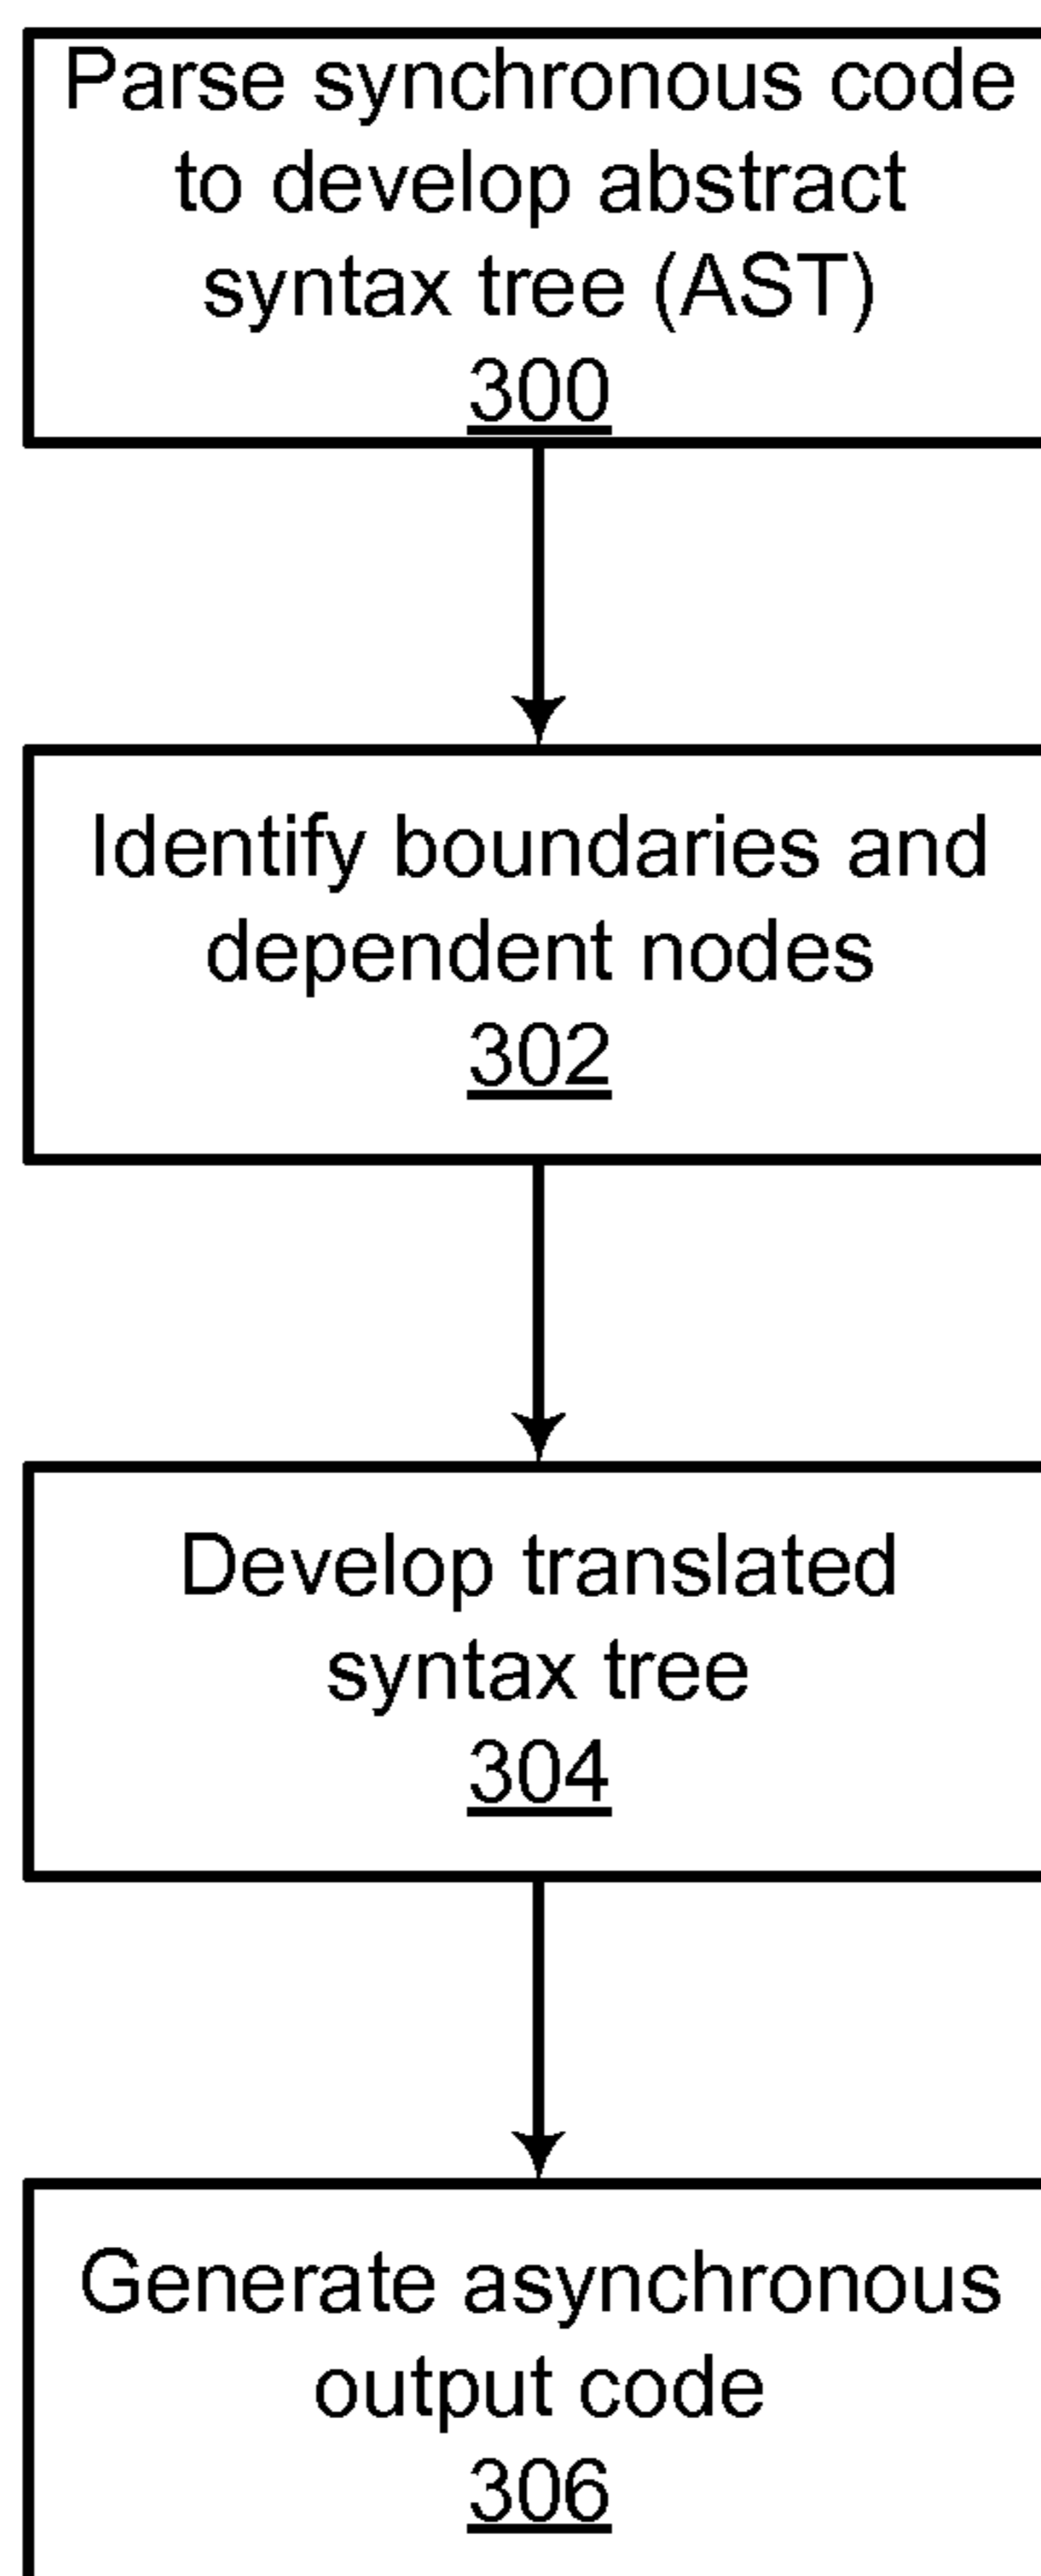 Parse synchronous code
to develop abstract
syntax tree (AST)
300
Identify boundaries and
dependent nodes
302
Develop translated
syntax tree
304
Generate asynchronous
output code
306